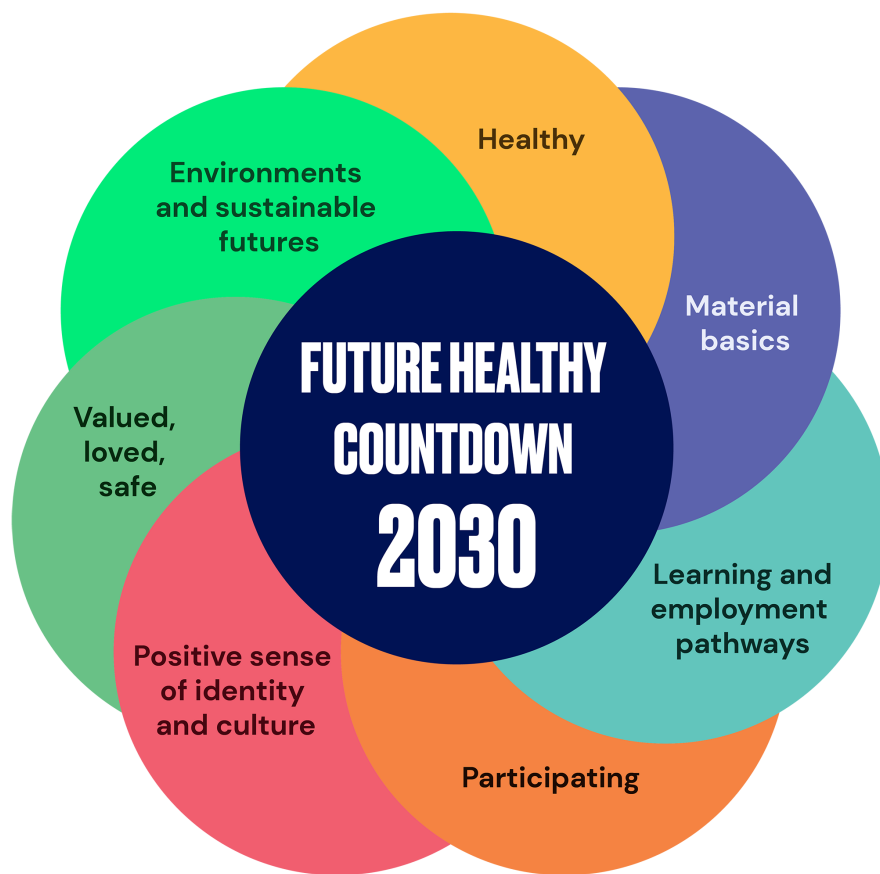 Healthy
Environments
and sustainable
futures
Material
basics
FUTURE HEALTHY
COUNTDOWN
2030
Valued,
loved,
safe
Learning and
employment
pathways
Positive sense
of identity
and culture
Participating